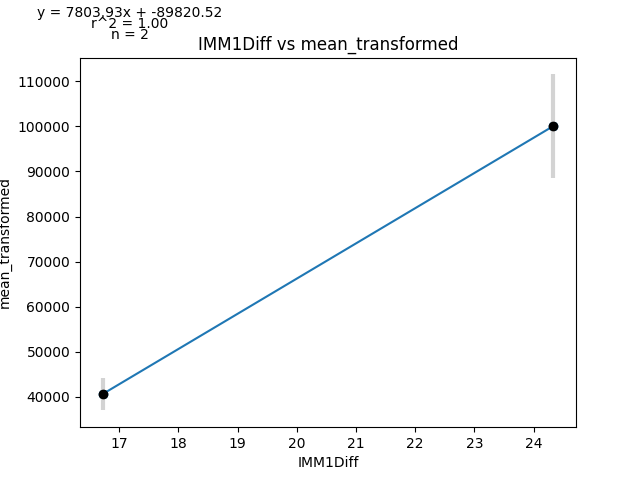 y = 7803.93x + -89820.52
r^2 = 1.00
n = 2
IMM1Diff vs mean_transformed
110000
100000
90000
80000
70000
60000
50000
40000
mean_transformed
17 18 19 20 21 22 23 24
IMM1Diff